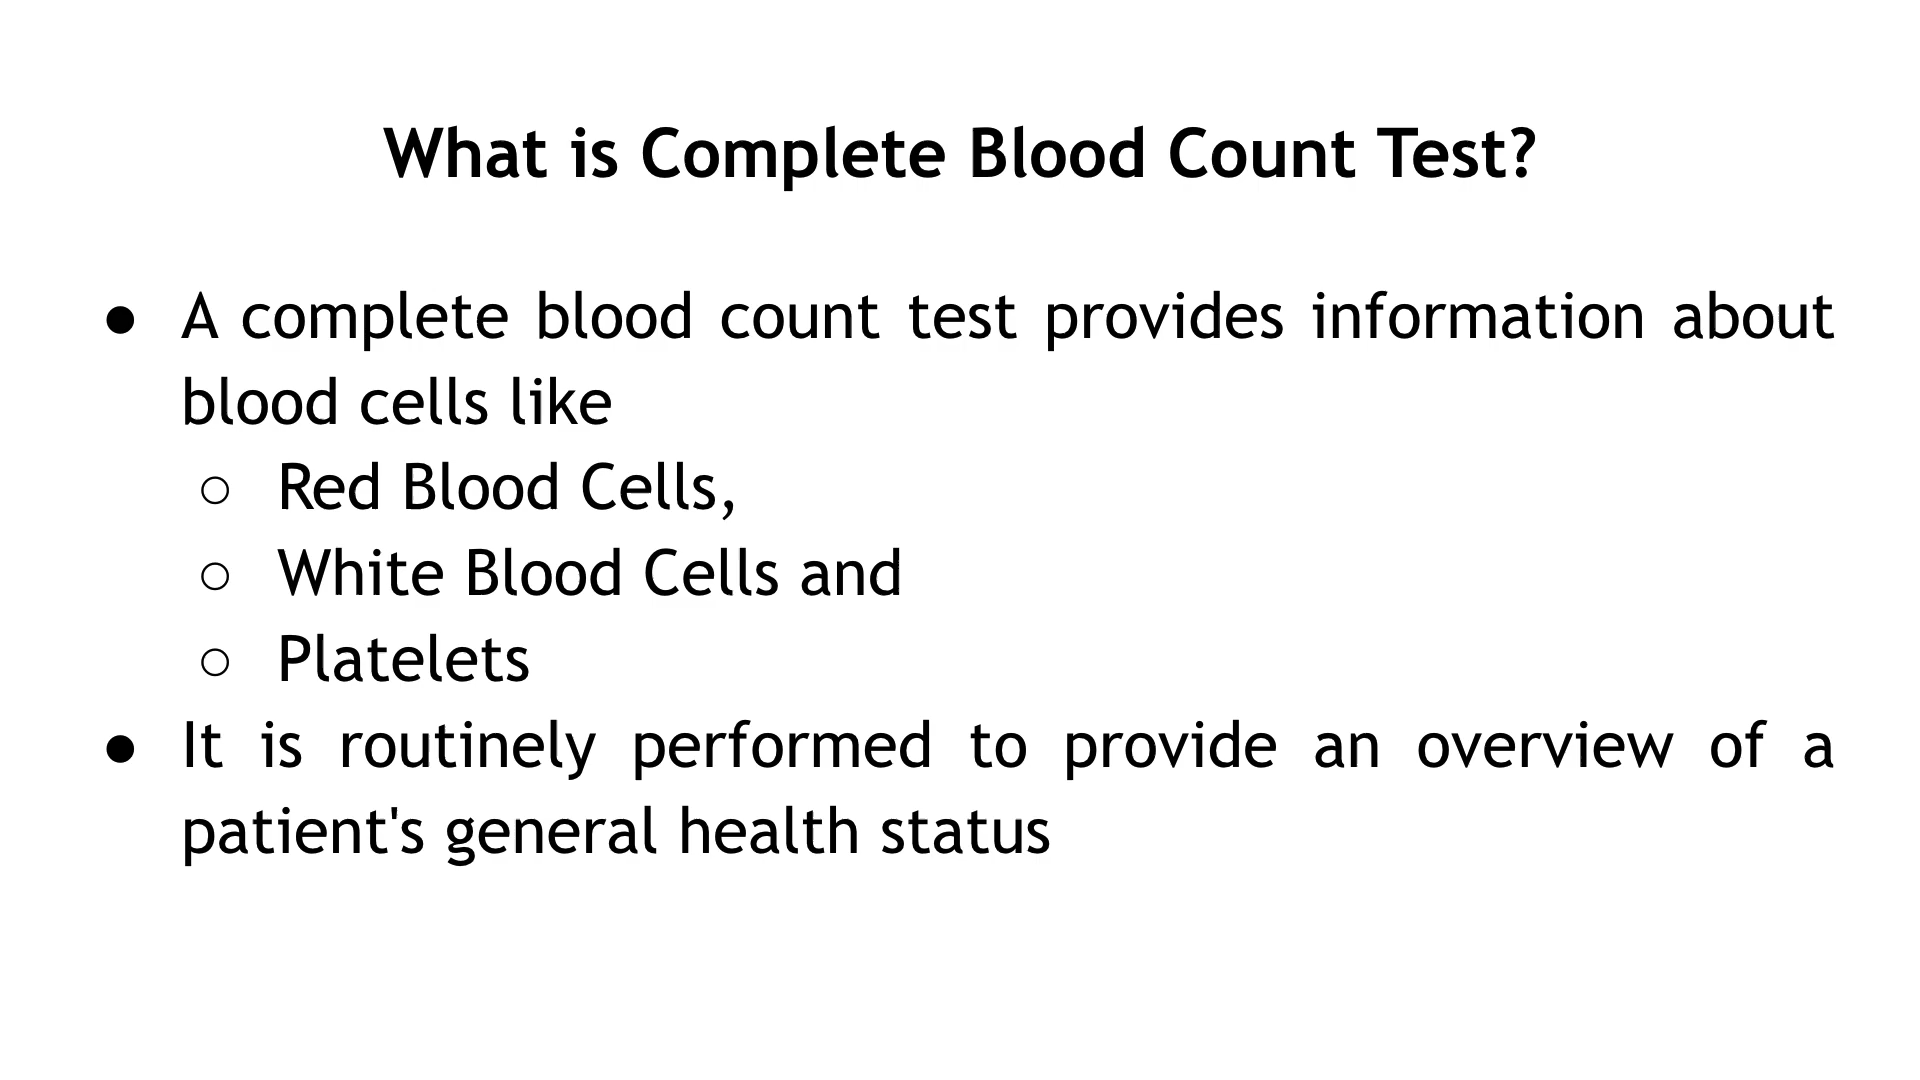 What is Complete Blood Count Test?
● A complete blood count test provides information about
blood cells like
○ Red Blood Cells,
○ White Blood Cells and
○ Platelets
● It is routinely performed to provide an overview of a
patient's general health status